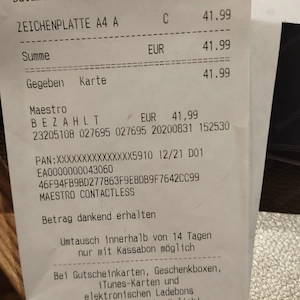 ZEICHENPLATTE A4 A C 41.99
Summe EUR 41.99
Gegeben Karte 41.99
Maestro
B E Z A H L T EUR 41,99
23205108 027695 027695 20200831 152530
PAN:XXXXXXXXXXXXXXX5910 12/21 D01
EA0000000043060
46F94FB9BD277863F9E8DB9F7642CC99
MAESTRO CONTACTLESS
Betrag dankend erhalten
Umtausch innerhalb von 14 Tagen
nur mit Kassabon möglich
Bei Gutscheinkarten, Geschenkboxen,
iTunes-Karten und
elektronischen Ladebons